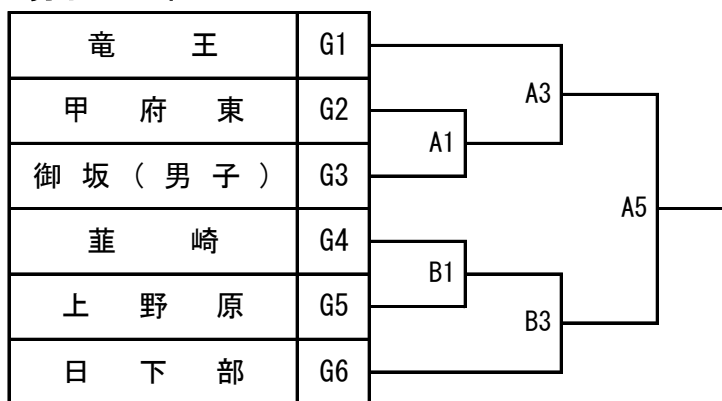 竜王 G1
甲府東 G2
御坂(男子) G3
韮崎 G4
上野原 G5
日下部 G6
A1
B1
A3
B3
A5